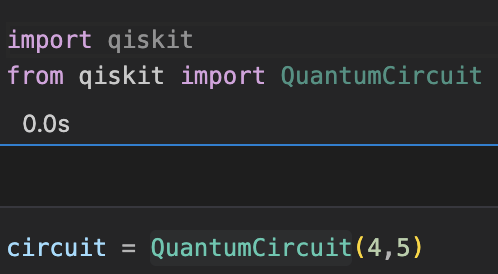 import qiskit
from qiskit import QuantumCircuit
0.0s
circuit = QuantumCircuit(4,5)